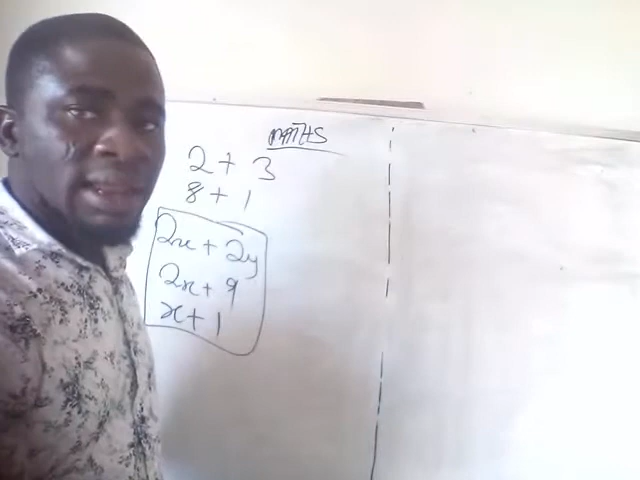 MATHS
2 + 3
8 + 1
2x + 2y
2x + 9
x + 1